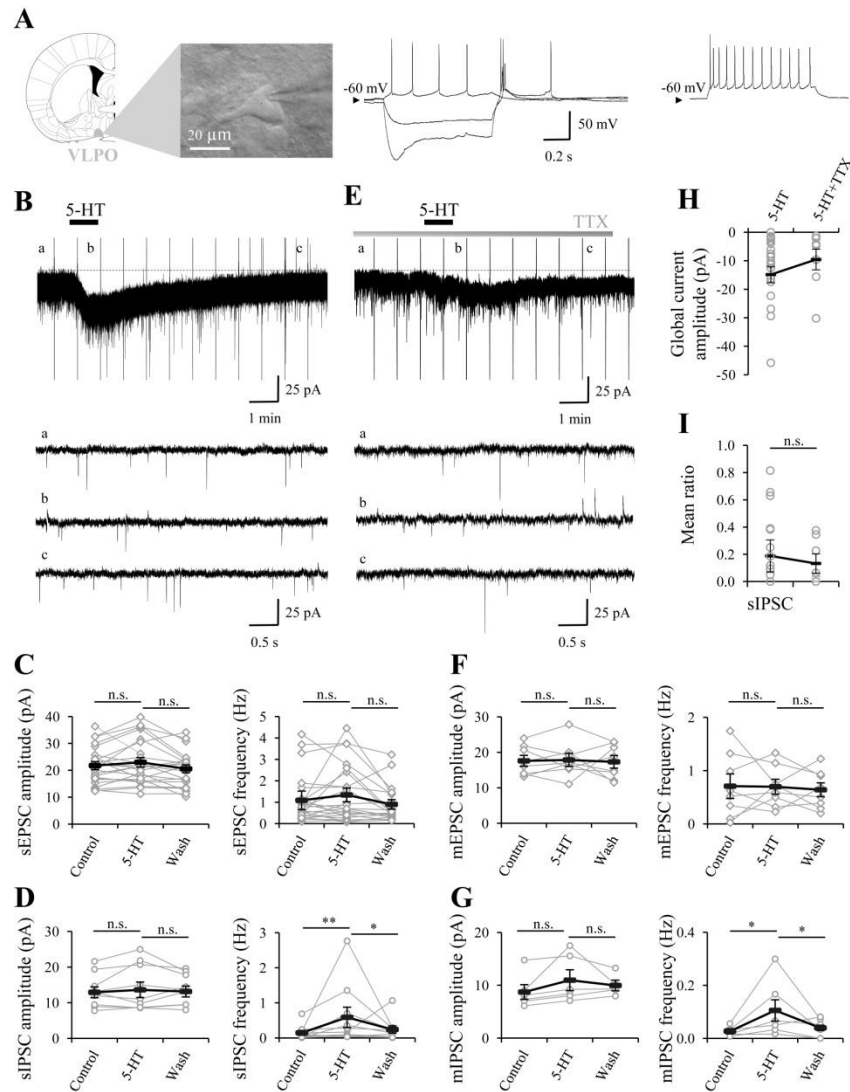 A
-60 mV
-60 mV
20 μm
VLPO
50 mV
0.2 s
B
5-HT
a
b
c
25 pA
1 min
a
b
c
25 pA
0.5 s
E
5-HT
TTX
a
b
c
25 pA
1 min
a
b
c
25 pA
0.5 s
H
5-HT
5-HT+TTX
Global current
amplitude (pA)
0
-10
-20
-30
-40
-50
I
n.s.
Mean ratio
1.0
0.8
0.6
0.4
0.2
0.0
sIPSC
C
n.s.
n.s.
sEPSC amplitude (pA)
40
30
20
10
0
Control
5-HT
Wash
n.s.
n.s.
sEPSC frequency (Hz)
5
4
3
2
1
0
Control
5-HT
Wash
F
n.s.
n.s.
mEPSC amplitude (pA)
30
20
10
0
Control
5-HT
Wash
n.s.
n.s.
mEPSC frequency (Hz)
2
1
0
Control
5-HT
Wash
D
n.s.
n.s.
sIPSC amplitude (pA)
30
20
10
0
Control
5-HT
Wash
**
*
sIPSC frequency (Hz)
3
2
1
0
Control
5-HT
Wash
G
n.s.
n.s.
mIPSC amplitude (pA)
20
10
0
Control
5-HT
Wash
*
*
mIPSC frequency (Hz)
0.4
0.2
0.0
Control
5-HT
Wash